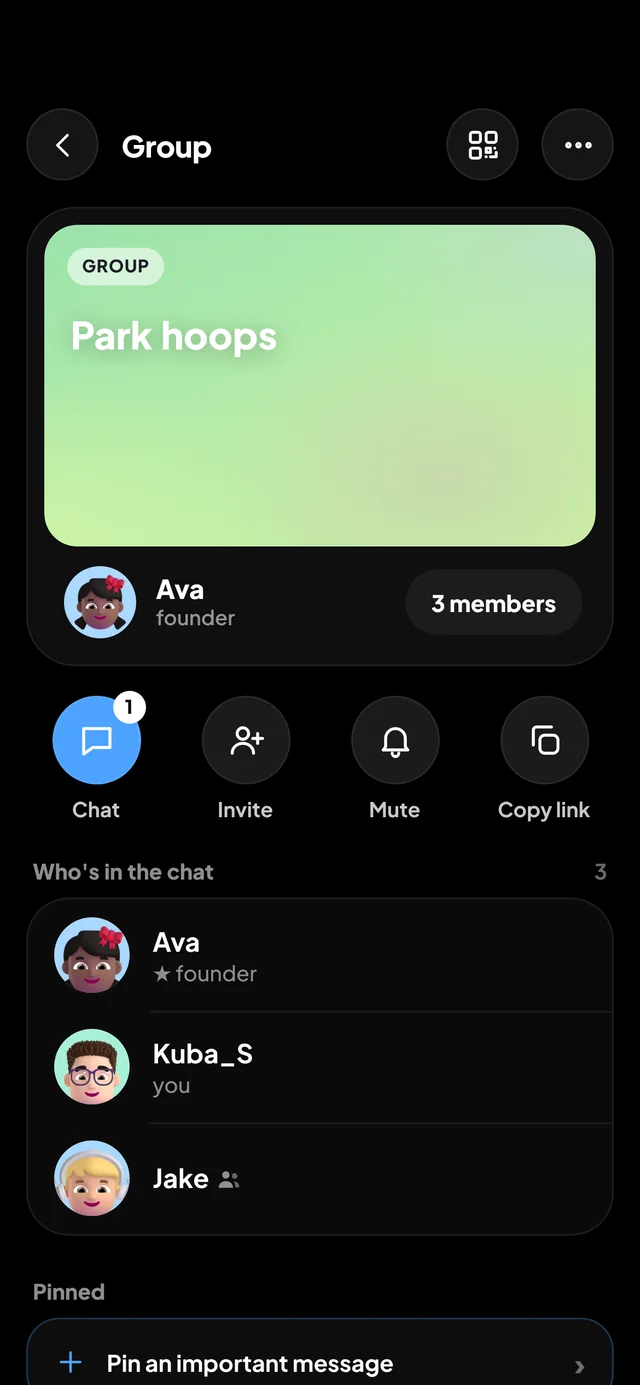 Group
GROUP
Park hoops
Ava
founder
3 members
1
Chat
Invite
Mute
Copy link
Who's in the chat
3
Ava
★ founder
Kuba_S
you
Jake
Pinned
Pin an important message